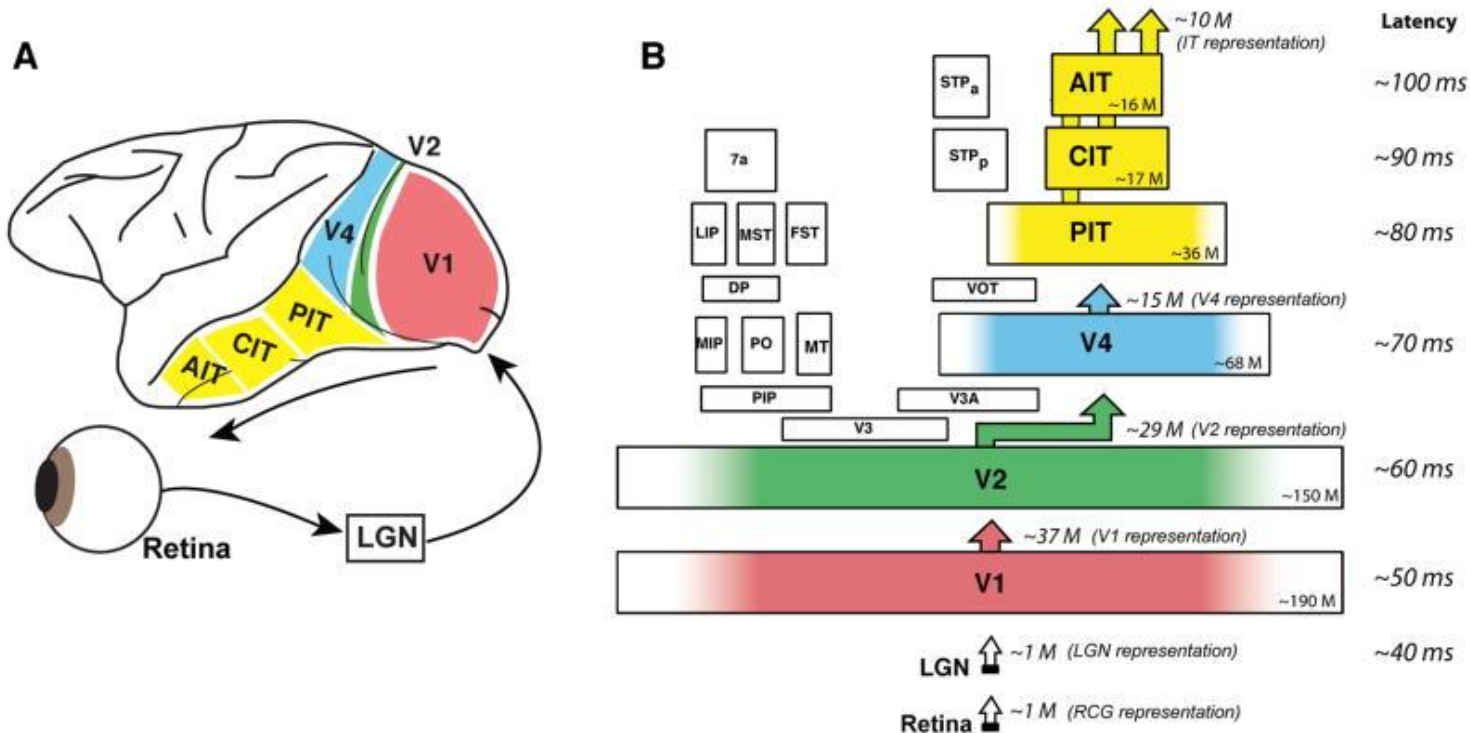 A
V2
V4
V1
PIT
CIT
AIT
Retina
LGN
B
Latency
~10 M
(IT representation)
STPa
AIT
~16 M
~100 ms
7a
STPp
CIT
~17 M
~90 ms
LIP
MST
FST
PIT
~36 M
~80 ms
DP
VOT
~15 M (V4 representation)
MIP
PO
MT
V4
~68 M
~70 ms
PIP
V3A
V3
~29 M (V2 representation)
V2
~150 M
~60 ms
~37 M (V1 representation)
V1
~190 M
~50 ms
LGN
~1 M (LGN representation)
~40 ms
Retina
~1 M (RCG representation)